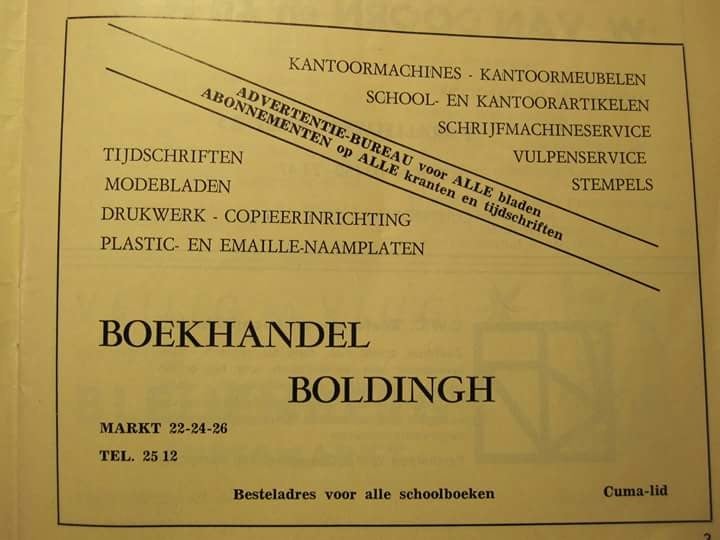 KANTOORMACHINES - KANTOORMEUBELEN
SCHOOL- EN KANTOORARTIKELEN
SCHRIJFMACHINESERVICE
VULPENSERVICE
STEMPELS
ADVERTENTIE-BUREAU voor ALLE bladen
ABONNEMENTEN op ALLE kranten en tijdschriften
TIJDSCHRIFTEN
MODEBLADEN
DRUKWERK - COPIEERINRICHTING
PLASTIC- EN EMAILLE-NAAMPLATEN
BOEKHANDEL
BOLDINGH
MARKT 22-24-26
TEL. 25 12
Besteladres voor alle schoolboeken
Cuma-lid